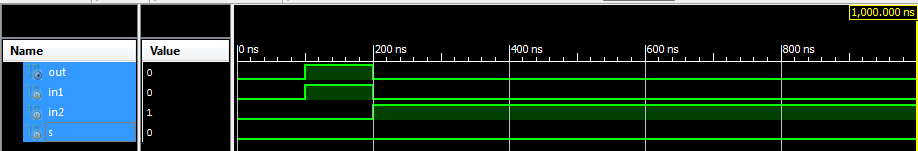 1,000.000 ns
Name Value 0 ns 200 ns 400 ns 600 ns 800 ns
out 0
in1 0
in2 1
s 0